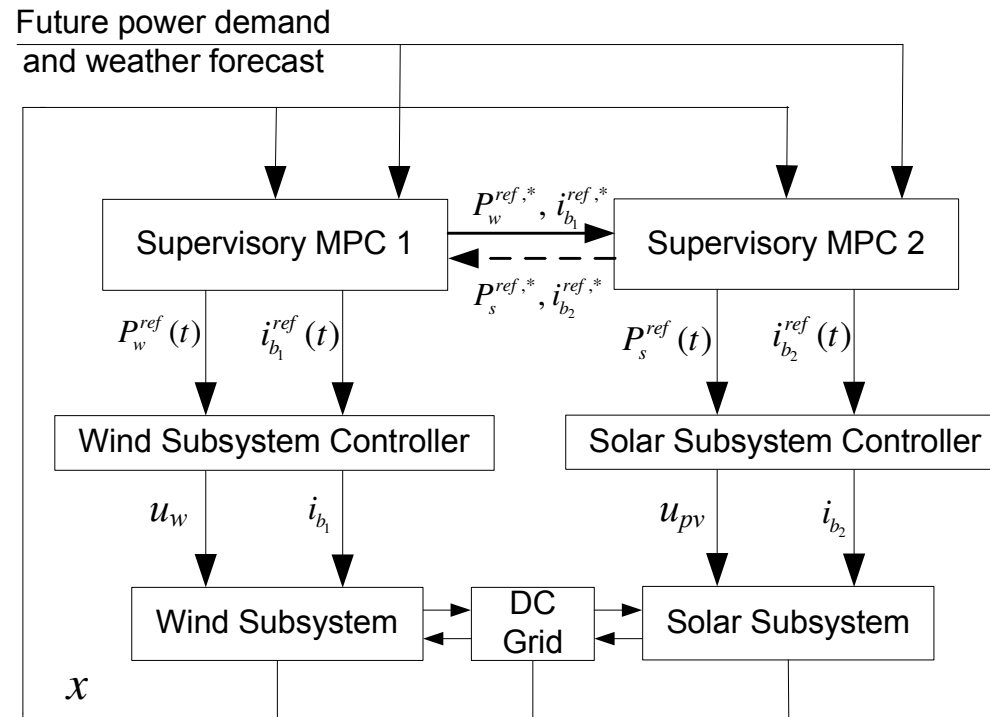 Future power demand
and weather forecast
P_w^{ref,*}, i_{b_1}^{ref,*}
Supervisory MPC 1
Supervisory MPC 2
P_s^{ref,*}, i_{b_2}^{ref,*}
P_w^{ref}(t)
i_{b_1}^{ref}(t)
P_s^{ref}(t)
i_{b_2}^{ref}(t)
Wind Subsystem Controller
Solar Subsystem Controller
u_w
i_{b_1}
u_{pv}
i_{b_2}
Wind Subsystem
DC
Grid
Solar Subsystem
x